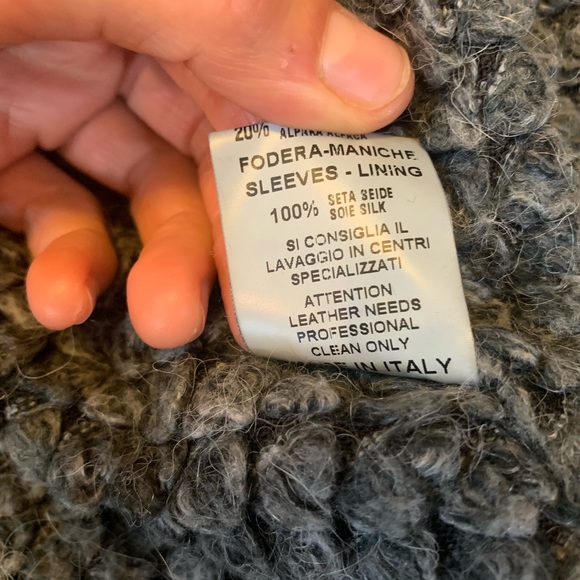 20% ALPAKA ALPACA
FODERA-MANICHE
SLEEVES - LINING
100% SETA SEIDE
SOIE SILK
SI CONSIGLIA IL
LAVAGGIO IN CENTRI
SPECIALIZZATI
ATTENTION
LEATHER NEEDS
PROFESSIONAL
CLEAN ONLY
IN ITALY